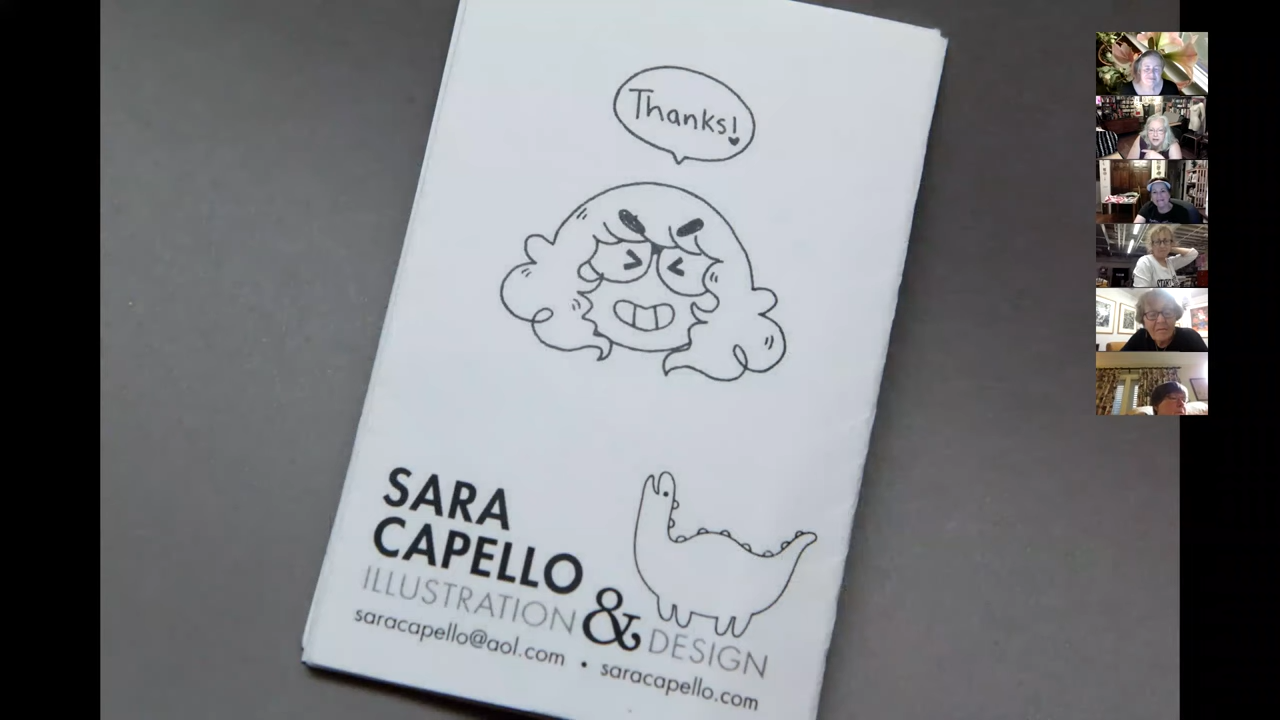 Thanks!
SARA
CAPELLO
ILLUSTRATION & DESIGN
saracapello@aol.com • saracapello.com